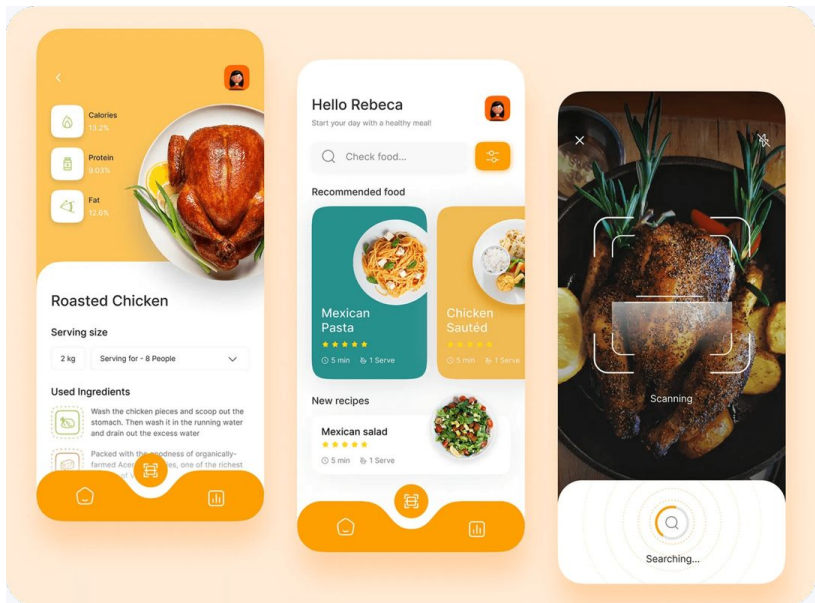 Calories
13.2%
Protein
9.03%
Fat
12.6%
Roasted Chicken
Serving size
2 kg
Serving for - 8 People
Used Ingredients
Wash the chicken pieces and scoop out the
stomach. Then wash it in the running water
and drain out the excess water
Packed with the goodness of organically-
farmed one of the richest
of
Hello Rebeca
Start your day with a healthy meal!
Check food...
Recommended food
Mexican
Pasta
5 min
1 Serve
Chicken
Sautéd
5 min
1 Serve
New recipes
Mexican salad
5 min
1 Serve
Scanning
Searching...